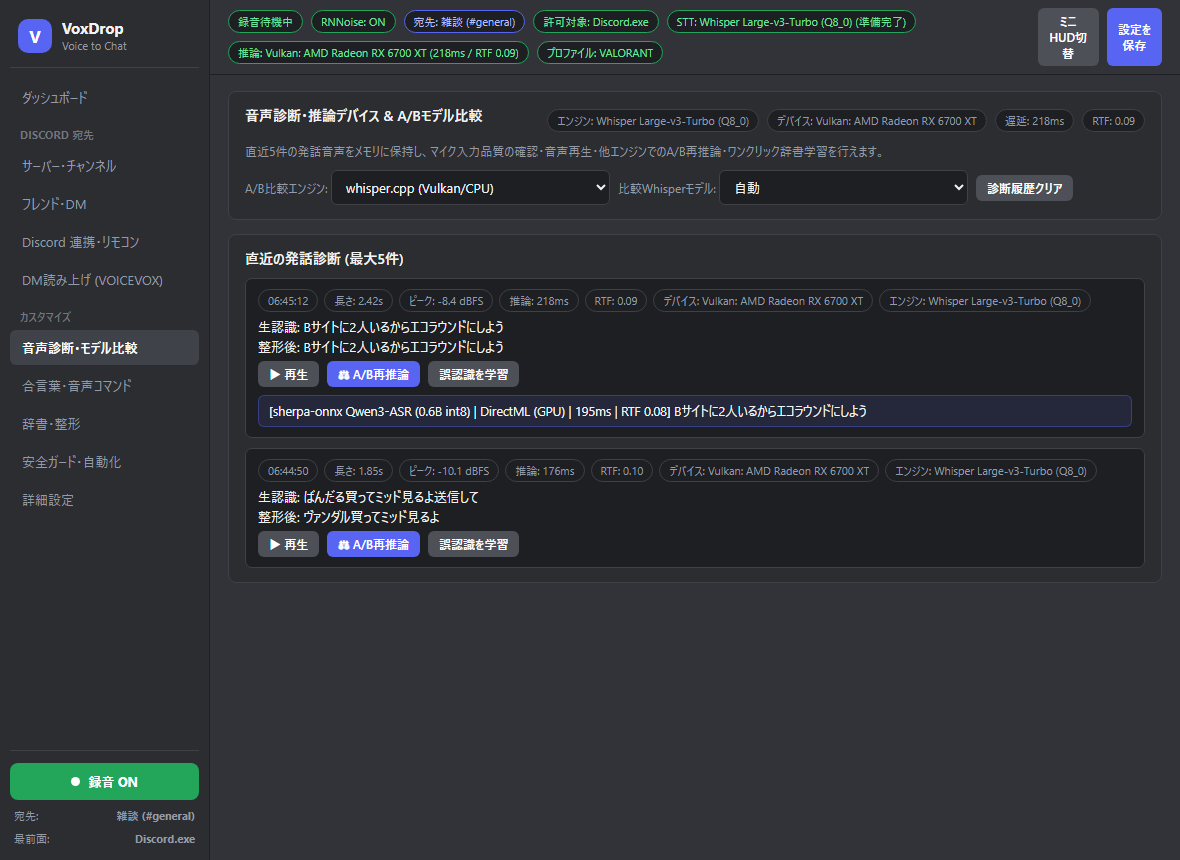 V
VoxDrop
Voice to Chat
ダッシュボード
DISCORD 宛先
サーバー・チャンネル
フレンド・DM
Discord 連携・リモコン
DM読み上げ (VOICEVOX)
カスタマイズ
音声診断・モデル比較
合言葉・音声コマンド
辞書・整形
安全ガード・自動化
詳細設定
● 録音 ON
宛先: 雑談 (#general)
最前面: Discord.exe
録音待機中 RNNoise: ON 宛先: 雑談 (#general) 許可対象: Discord.exe STT: Whisper Large-v3-Turbo (Q8_0) (準備完了)
推論: Vulkan: AMD Radeon RX 6700 XT (218ms / RTF 0.09) プロファイル: VALORANT
ミニ
HUD切
替
設定を
保存
音声診断・推論デバイス & A/Bモデル比較 エンジン: Whisper Large-v3-Turbo (Q8_0) デバイス: Vulkan: AMD Radeon RX 6700 XT 遅延: 218ms RTF: 0.09
直近5件の発話音声をメモリに保持し、マイク入力品質の確認・音声再生・他エンジンでのA/B再推論・ワンクリック辞書学習を行えます。
A/B比較エンジン: whisper.cpp (Vulkan/CPU) 比較Whisperモデル: 自動 診断履歴クリア
直近の発話診断 (最大5件)
06:45:12 長さ: 2.42s ピーク: -8.4 dBFS 推論: 218ms RTF: 0.09 デバイス: Vulkan: AMD Radeon RX 6700 XT エンジン: Whisper Large-v3-Turbo (Q8_0)
生認識: Bサイトに2人いるからエコラウンドにしよう
整形後: Bサイトに2人いるからエコラウンドにしよう
▶ 再生 A/B再推論 誤認識を学習
[sherpa-onnx Qwen3-ASR (0.6B int8) | DirectML (GPU) | 195ms | RTF 0.08] Bサイトに2人いるからエコラウンドにしよう
06:44:50 長さ: 1.85s ピーク: -10.1 dBFS 推論: 176ms RTF: 0.10 デバイス: Vulkan: AMD Radeon RX 6700 XT エンジン: Whisper Large-v3-Turbo (Q8_0)
生認識: ばんだる買ってミッド見るよ送信して
整形後: ヴァンダル買ってミッド見るよ
▶ 再生 A/B再推論 誤認識を学習